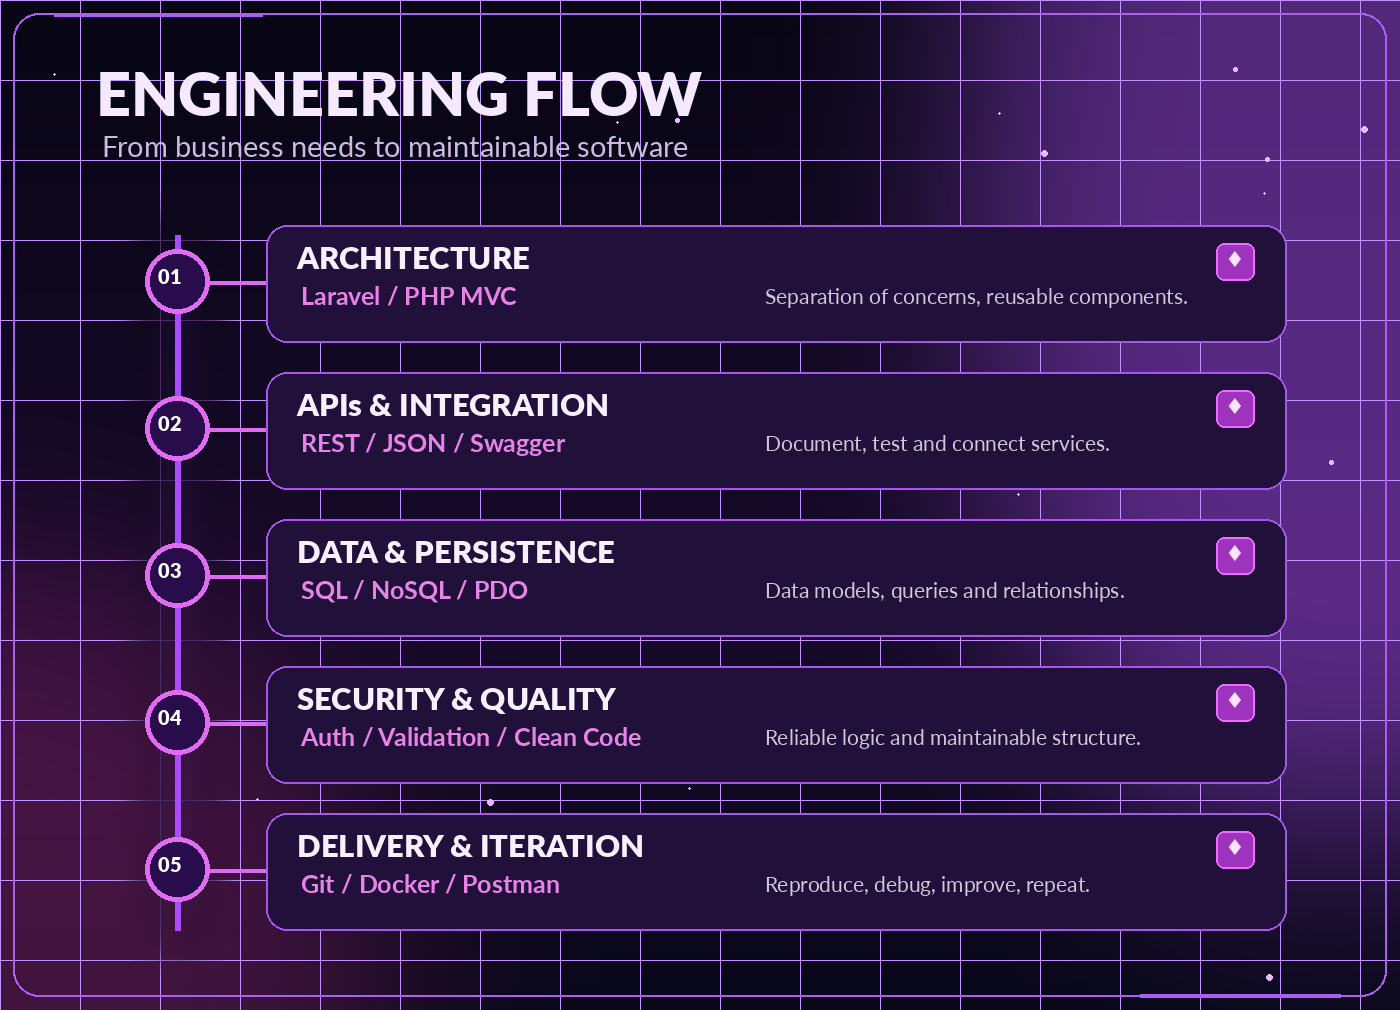 ENGINEERING FLOW
From business needs to maintainable software
01
ARCHITECTURE
Laravel / PHP MVC
Separation of concerns, reusable components.
02
APIs & INTEGRATION
REST / JSON / Swagger
Document, test and connect services.
03
DATA & PERSISTENCE
SQL / NoSQL / PDO
Data models, queries and relationships.
04
SECURITY & QUALITY
Auth / Validation / Clean Code
Reliable logic and maintainable structure.
05
DELIVERY & ITERATION
Git / Docker / Postman
Reproduce, debug, improve, repeat.